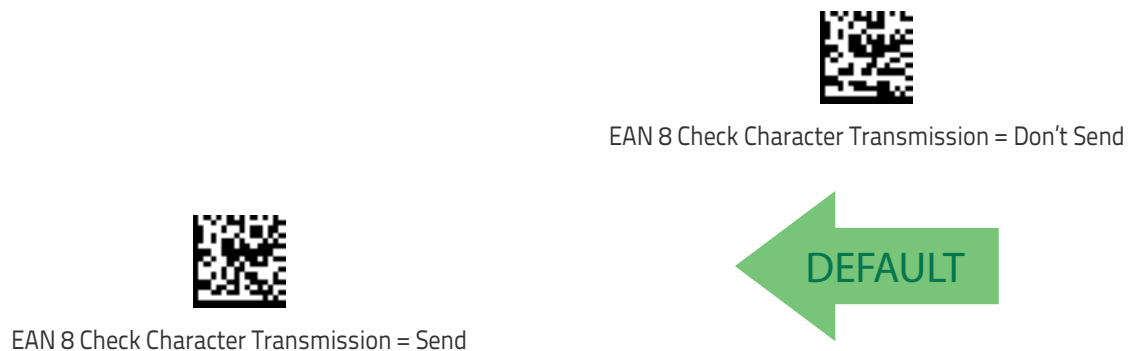 EAN 8 Check Character Transmission = Don't Send
DEFAULT
EAN 8 Check Character Transmission = Send